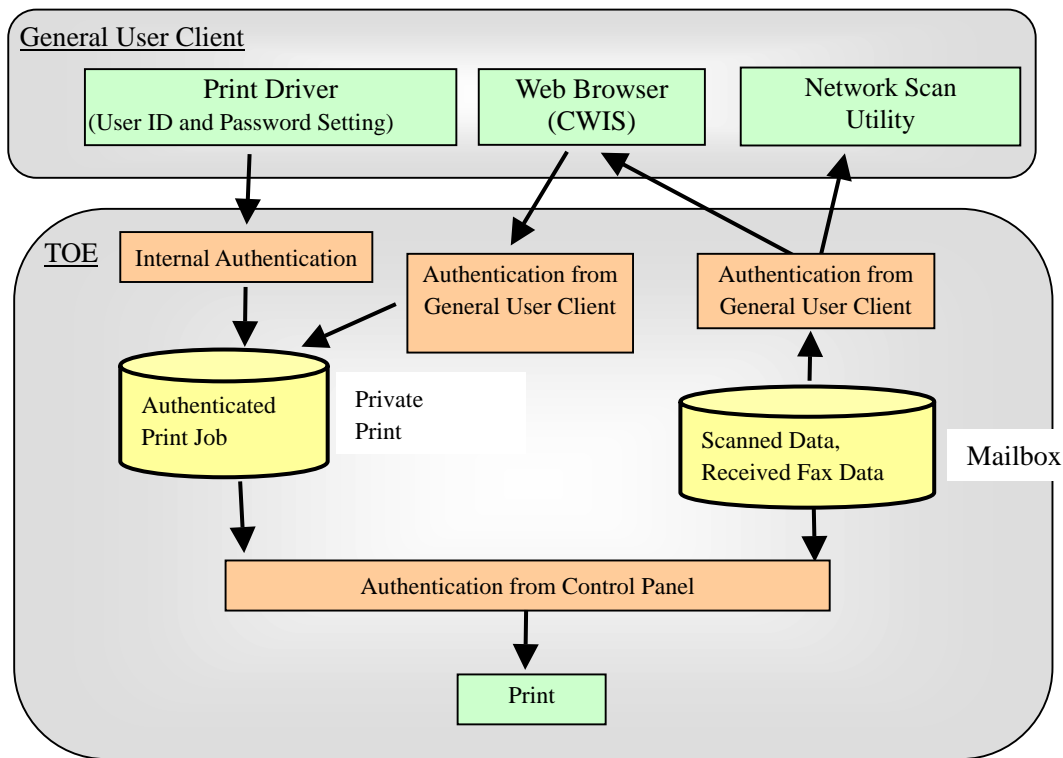 General User Client
Print Driver
(User ID and Password Setting)
Web Browser
(CWIS)
Network Scan
Utility
TOE
Internal Authentication
Authentication from
General User Client
Authentication from
General User Client
Authenticated
Print Job
Private
Print
Scanned Data,
Received Fax Data
Mailbox
Authentication from Control Panel
Print